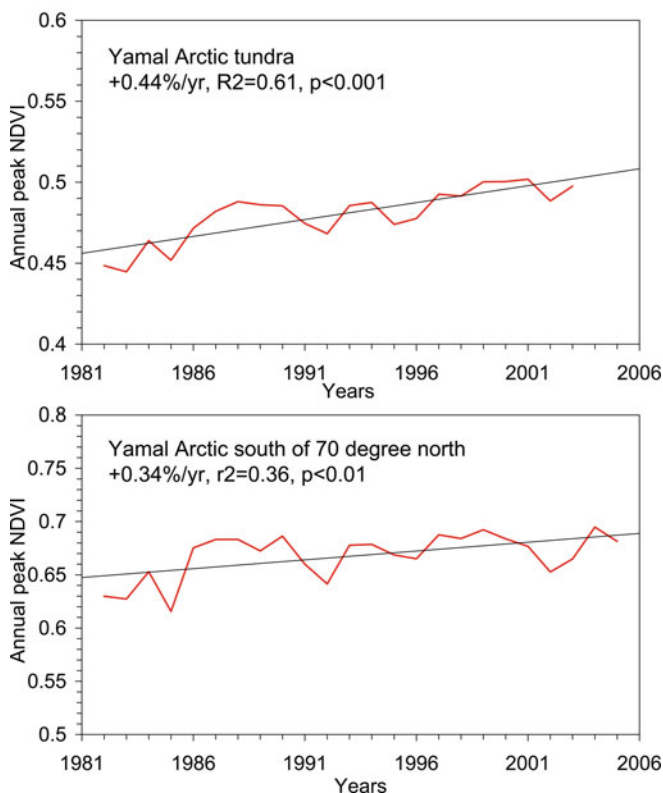 0.6
Yamal Arctic tundra
+0.44%/yr, R2=0.61, p<0.001
0.55
Annual peak NDVI
0.5
0.45
0.4
1981 1986 1991 1996 2001 2006
Years
0.8
Yamal Arctic south of 70 degree north
+0.34%/yr, r2=0.36, p<0.01
0.75
Annual peak NDVI
0.7
0.65
0.6
0.55
0.5
1981 1986 1991 1996 2001 2006
Years